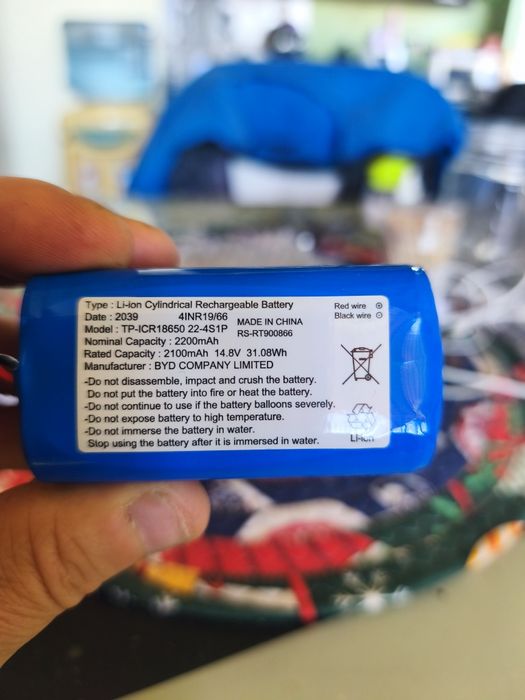 Type : Li-Ion Cylindrical Rechargeable Battery
Date : 2039 4INR19/66
Model : TP-ICR18650 22-4S1P
MADE IN CHINA
RS-RT900866
Nominal Capacity : 2200mAh
Rated Capacity : 2100mAh 14.8V 31.08Wh
Manufacturer : BYD COMPANY LIMITED
-Do not disassemble, impact and crush the battery.
Do not put the battery into fire or heat the battery.
-Do not continue to use if the battery balloons severely.
-Do not expose battery to high temperature.
-Do not immerse the battery in water.
Stop using the battery after it is immersed in water.
Red wire ⊕
Black wire ⊖
Li-ion